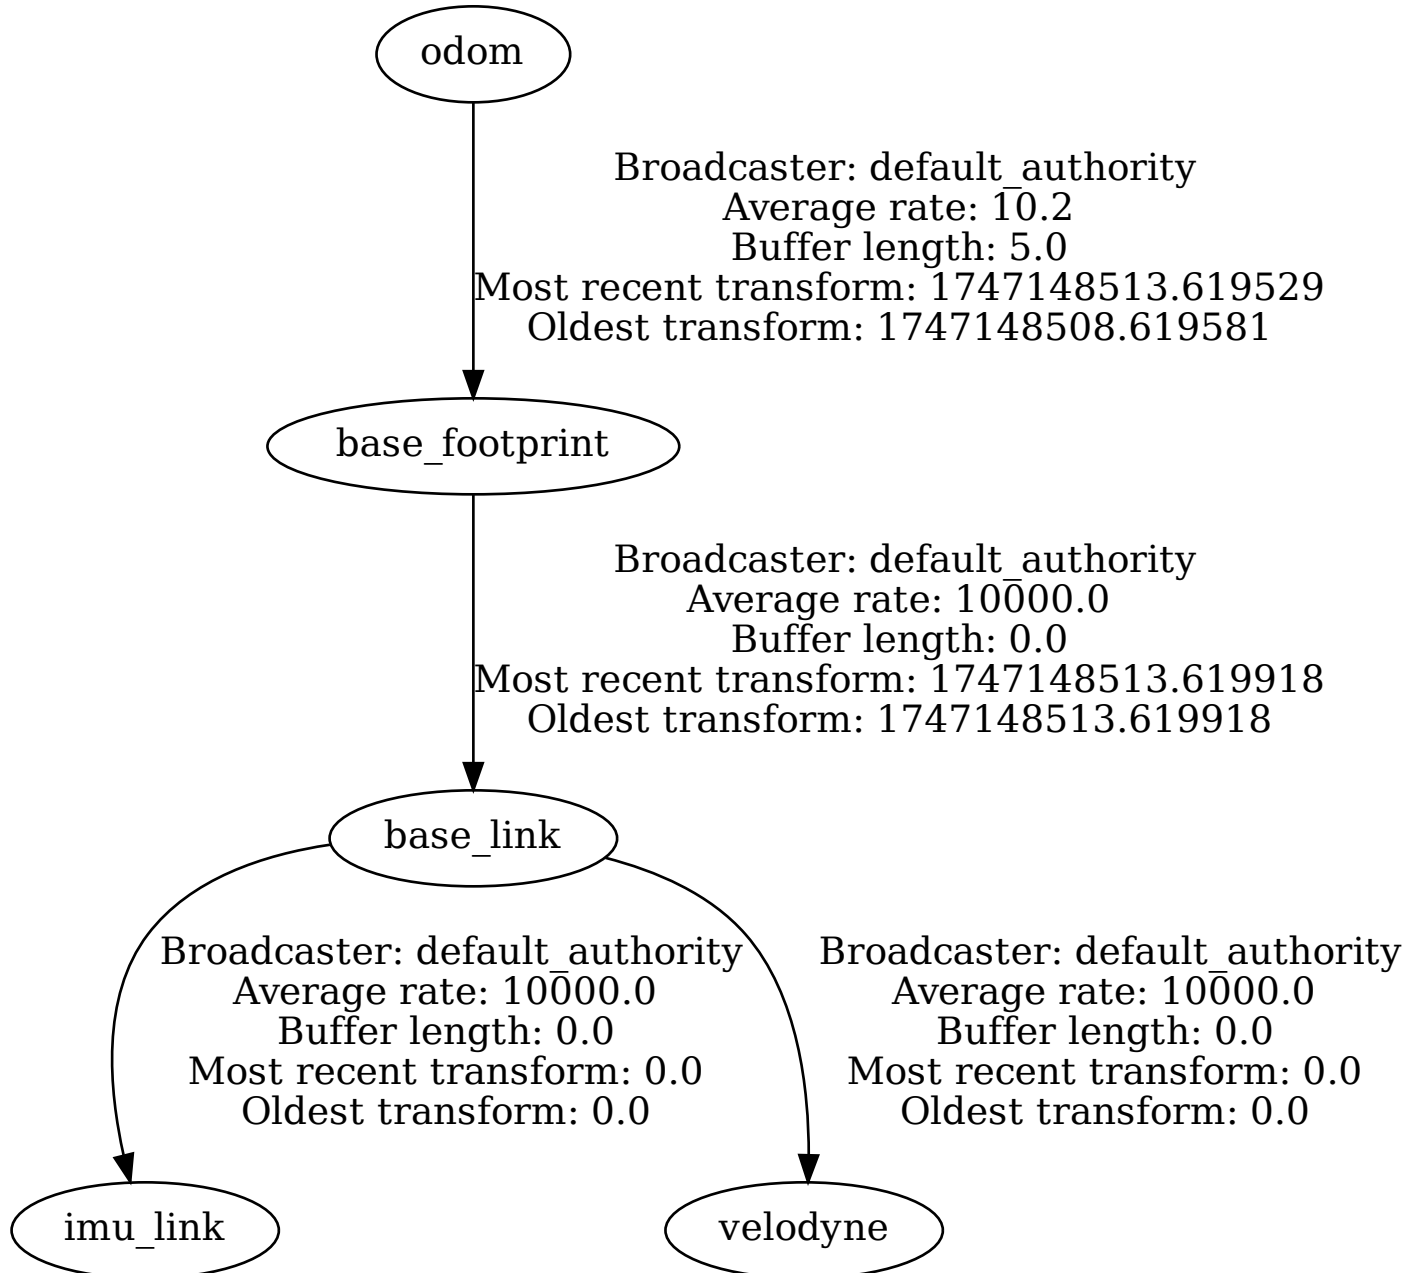 odom
Broadcaster: default_authority
Average rate: 10.2
Buffer length: 5.0
Most recent transform: 1747148513.619529
Oldest transform: 1747148508.619581
base_footprint
Broadcaster: default_authority
Average rate: 10000.0
Buffer length: 0.0
Most recent transform: 1747148513.619918
Oldest transform: 1747148513.619918
base_link
Broadcaster: default_authority
Average rate: 10000.0
Buffer length: 0.0
Most recent transform: 0.0
Oldest transform: 0.0
Broadcaster: default_authority
Average rate: 10000.0
Buffer length: 0.0
Most recent transform: 0.0
Oldest transform: 0.0
imu_link
velodyne